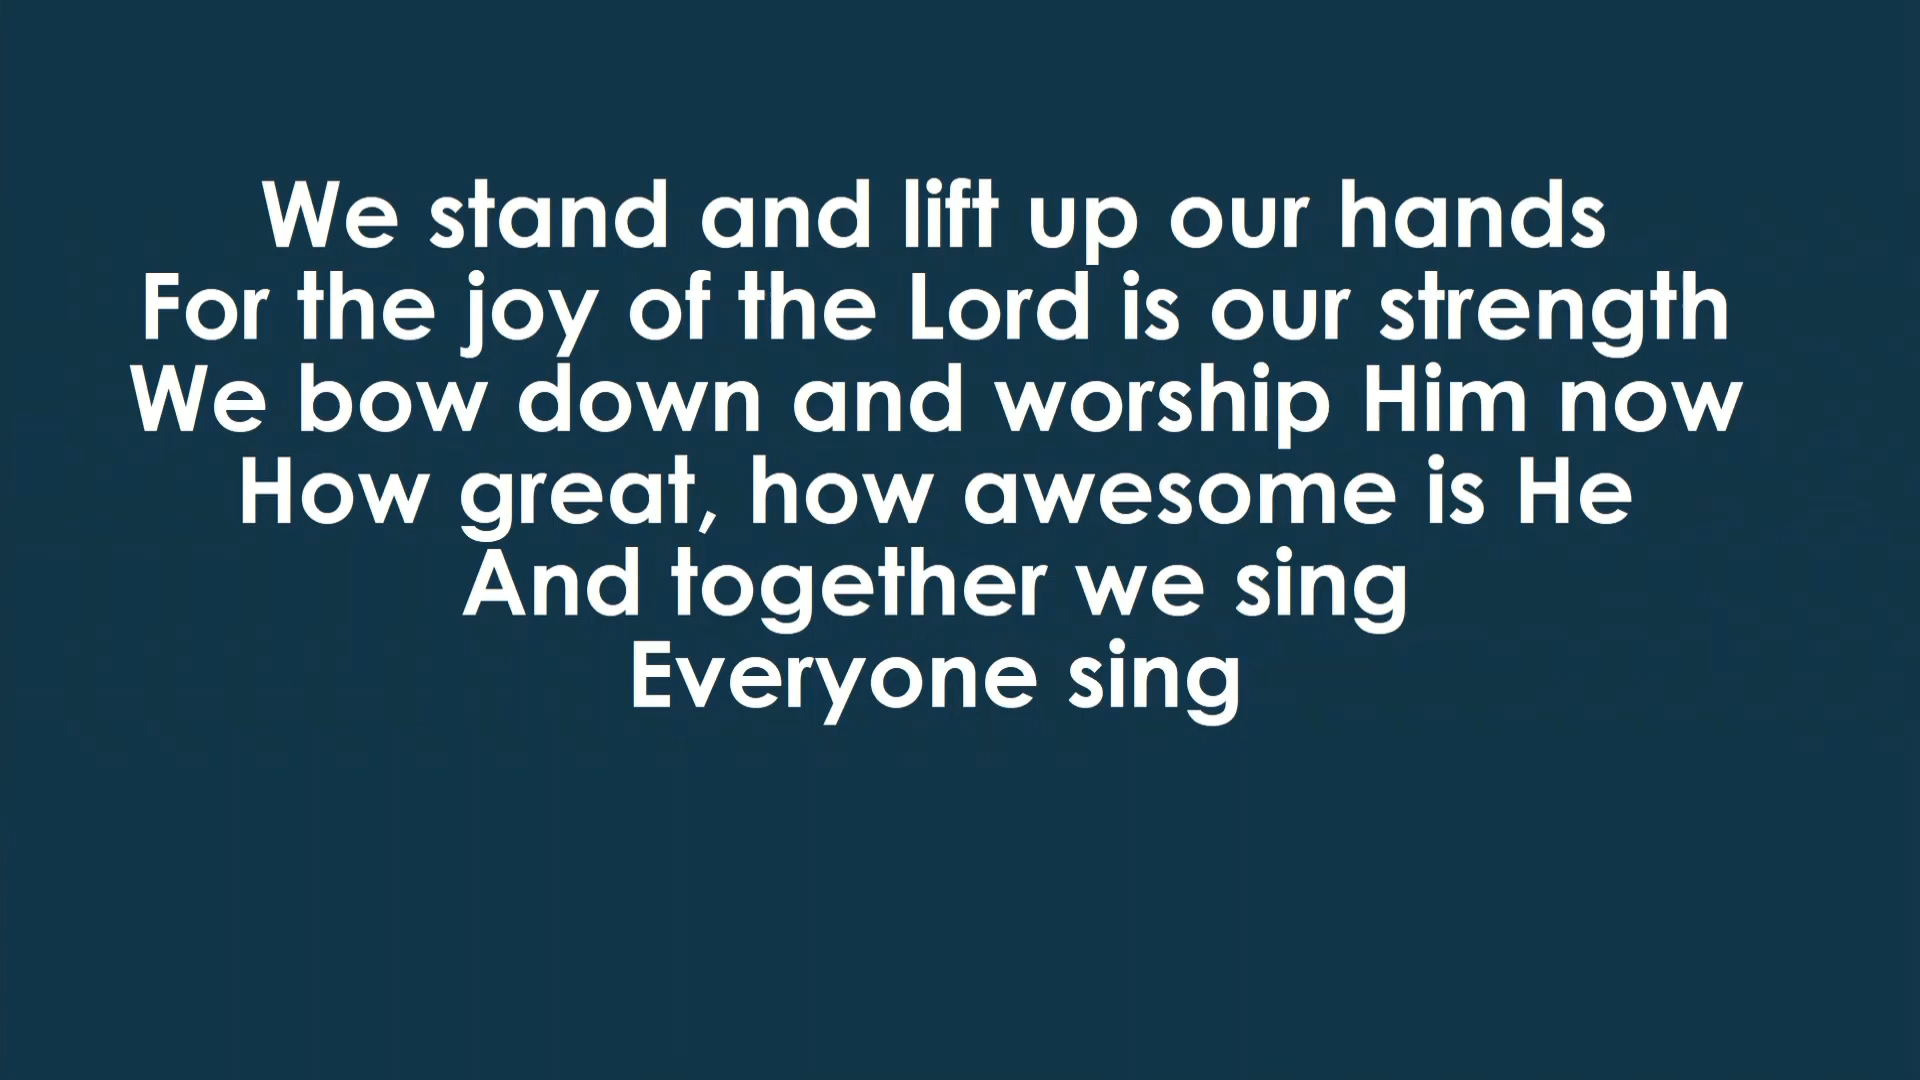 We stand and lift up our hands
For the joy of the Lord is our strength
We bow down and worship Him now
How great, how awesome is He
And together we sing
Everyone sing